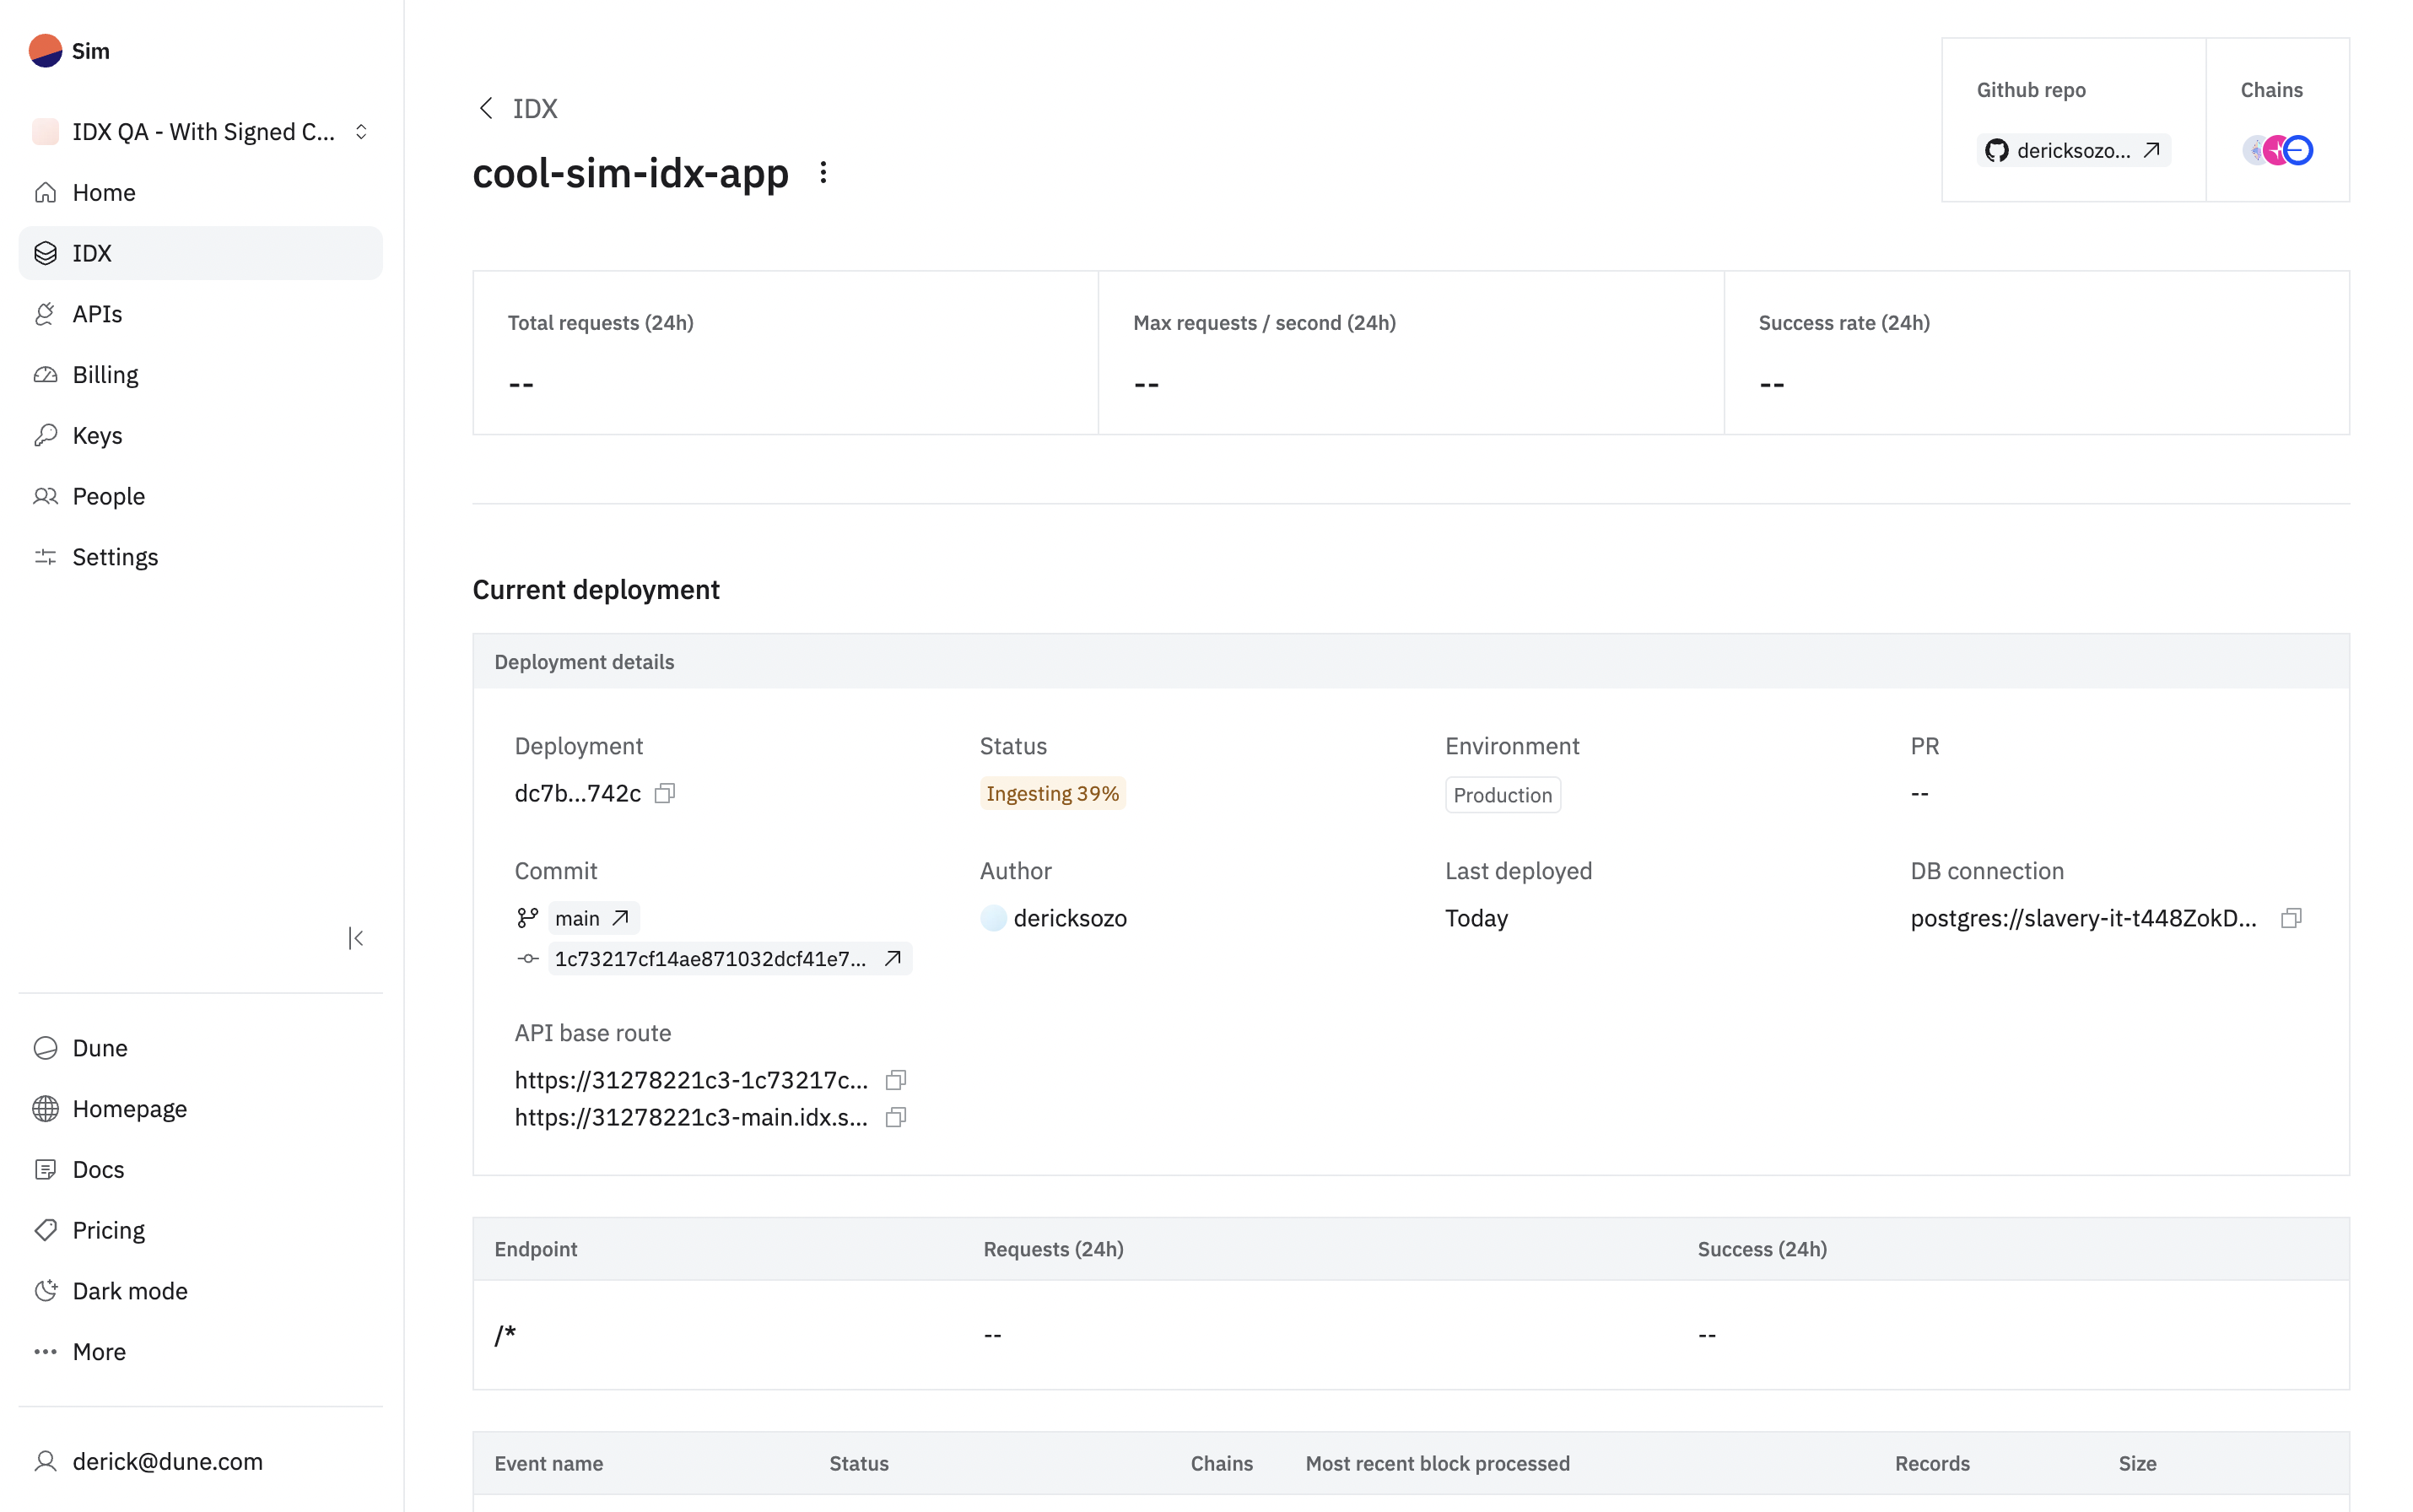 Sim
IDX QA - With Signed C...
Home
IDX
APIs
Billing
Keys
People
Settings
Dune
Homepage
Docs
Pricing
Dark mode
More
derick@dune.com
IDX
cool-sim-idx-app
Github repo
dericksozo...
Chains
Total requests (24h)
--
Max requests / second (24h)
--
Success rate (24h)
--
Current deployment
Deployment details
Deployment
dc7b...742c
Status
Ingesting 39%
Environment
Production
PR
--
Commit
main
1c73217cf14ae871032dcf41e7...
Author
dericksozo
Last deployed
Today
DB connection
postgres://slavery-it-t448ZokD...
API base route
https://31278221c3-1c73217c...
https://31278221c3-main.idx.s...
Endpoint Requests (24h) Success (24h)
/* -- --
Event name Status Chains Most recent block processed Records Size